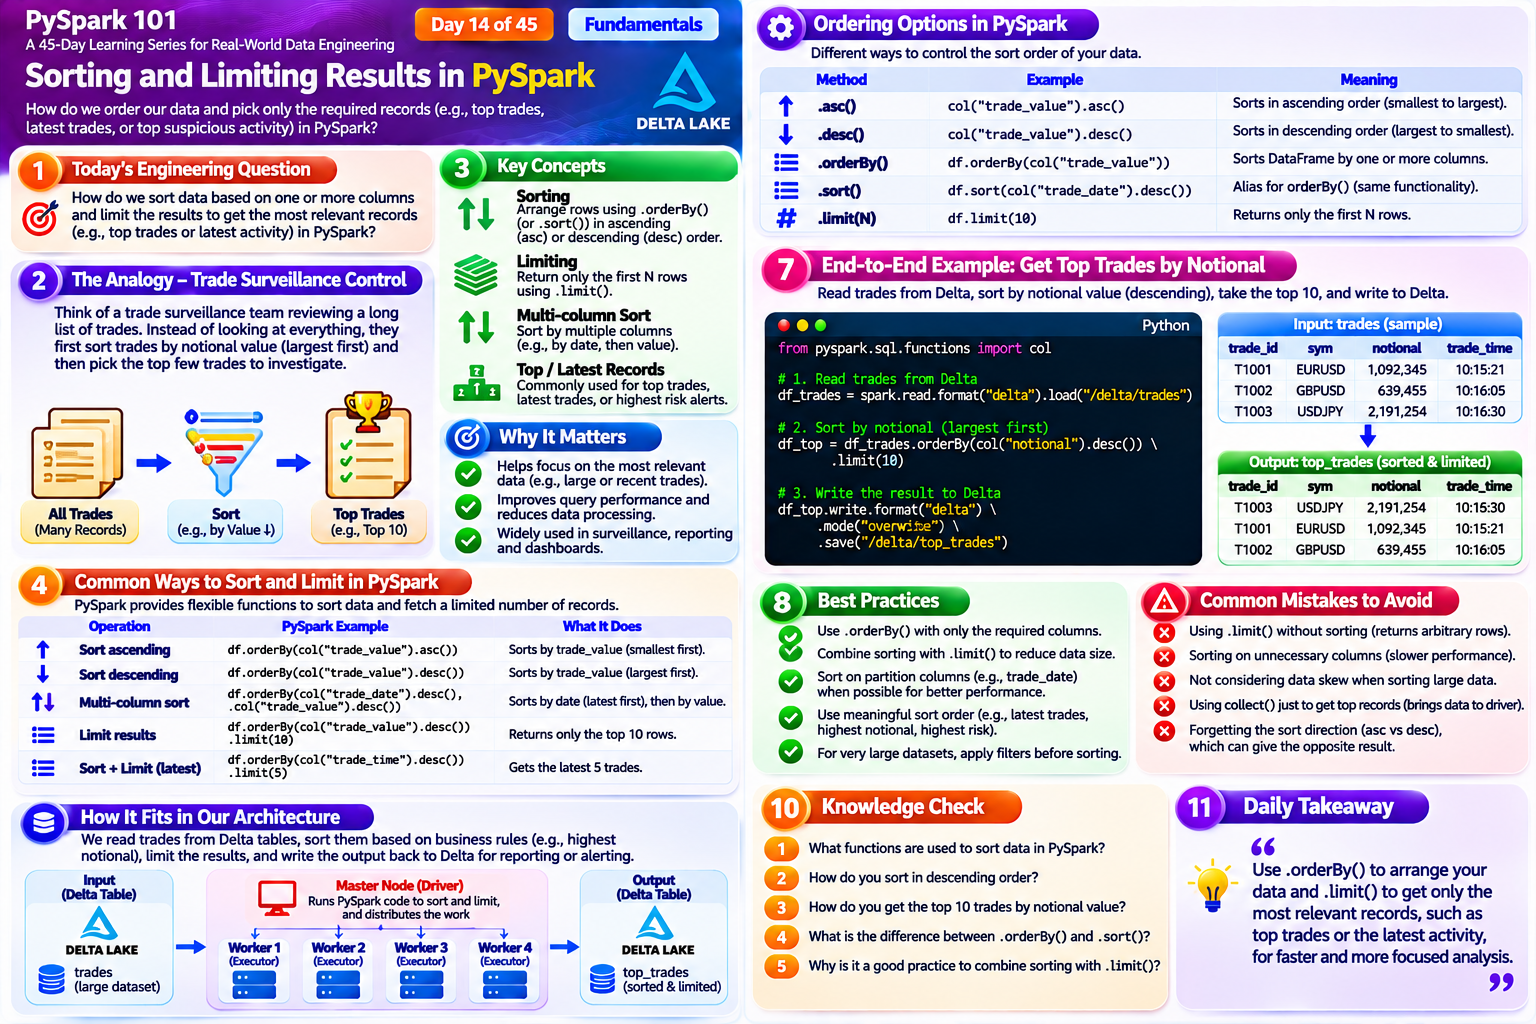 PySpark 101
A 45-Day Learning Series for Real-World Data Engineering
Day 14 of 45
Fundamentals
Sorting and Limiting Results in PySpark
How do we order our data and pick only the required records (e.g., top trades,
latest trades, or top suspicious activity) in PySpark?
DELTA LAKE
1
Today's Engineering Question
How do we sort data based on one or more columns
and limit the results to get the most relevant records
(e.g., top trades or latest activity) in PySpark?
2
The Analogy – Trade Surveillance Control
Think of a trade surveillance team reviewing a long
list of trades. Instead of looking at everything, they
first sort trades by notional value (largest first) and
then pick the top few trades to investigate.
All Trades
(Many Records)
Sort
(e.g., by Value ↓)
Top Trades
(e.g., Top 10)
3
Key Concepts
Sorting
Arrange rows using .orderBy()
(or .sort()) in ascending
(asc) or descending (desc) order.
Limiting
Return only the first N rows
using .limit().
Multi-column Sort
Sort by multiple columns
(e.g., by date, then value).
Top / Latest Records
Commonly used for top trades,
latest trades, or highest risk alerts.
Why It Matters
Helps focus on the most relevant
data (e.g., large or recent trades).
Improves query performance and
reduces data processing.
Widely used in surveillance, reporting
and dashboards.
4
Common Ways to Sort and Limit in PySpark
PySpark provides flexible functions to sort data and fetch a limited number of records.
Operation PySpark Example What It Does
Sort ascending df.orderBy(col("trade_value").asc()) Sorts by trade_value (smallest first).
Sort descending df.orderBy(col("trade_value").desc()) Sorts by trade_value (largest first).
Multi-column sort df.orderBy(col("trade_date").desc(),
.col("trade_value").desc()) Sorts by date (latest first), then by value.
Limit results df.orderBy(col("trade_value").desc())
.limit(10) Returns only the top 10 rows.
Sort + Limit (latest) df.orderBy(col("trade_time").desc())
.limit(5) Gets the latest 5 trades.
How It Fits in Our Architecture
We read trades from Delta tables, sort them based on business rules (e.g., highest
notional), limit the results, and write the output back to Delta for reporting or alerting.
Input
(Delta Table)
DELTA LAKE
trades
(large dataset)
Master Node (Driver)
Runs PySpark code to sort and limit,
and distributes the work
Worker 1
(Executor)
Worker 2
(Executor)
Worker 3
(Executor)
Worker 4
(Executor)
Output
(Delta Table)
DELTA LAKE
top_trades
(sorted & limited)
Ordering Options in PySpark
Different ways to control the sort order of your data.
Method Example Meaning
.asc() col("trade_value").asc() Sorts in ascending order (smallest to largest).
.desc() col("trade_value").desc() Sorts in descending order (largest to smallest).
.orderBy() df.orderBy(col("trade_value")) Sorts DataFrame by one or more columns.
.sort() df.sort(col("trade_date").desc()) Alias for orderBy() (same functionality).
# .limit(N) df.limit(10) Returns only the first N rows.
7
End-to-End Example: Get Top Trades by Notional
Read trades from Delta, sort by notional value (descending), take the top 10, and write to Delta.
Python
from pyspark.sql.functions import col
# 1. Read trades from Delta
df_trades = spark.read.format("delta").load("/delta/trades")
# 2. Sort by notional (largest first)
df_top = df_trades.orderBy(col("notional").desc()) \
.limit(10)
# 3. Write the result to Delta
df_top.write.format("delta") \
.mode("overwrite") \
.save("/delta/top_trades")
Input: trades (sample)
trade_id sym notional trade_time
T1001 EURUSD 1,092,345 10:15:21
T1002 GBPUSD 639,455 10:16:05
T1003 USDJPY 2,191,254 10:16:30
Output: top_trades (sorted & limited)
trade_id sym notional trade_time
T1003 USDJPY 2,191,254 10:15:30
T1001 EURUSD 1,092,345 10:15:21
T1002 GBPUSD 639,455 10:16:05
8
Best Practices
Use .orderBy() with only the required columns.
Combine sorting with .limit() to reduce data size.
Sort on partition columns (e.g., trade_date)
when possible for better performance.
Use meaningful sort order (e.g., latest trades,
highest notional, highest risk).
For very large datasets, apply filters before sorting.
Common Mistakes to Avoid
Using .limit() without sorting (returns arbitrary rows).
Sorting on unnecessary columns (slower performance).
Not considering data skew when sorting large data.
Using collect() just to get top records (brings data to driver).
Forgetting the sort direction (asc vs desc),
which can give the opposite result.
10
Knowledge Check
1 What functions are used to sort data in PySpark?
2 How do you sort in descending order?
3 How do you get the top 10 trades by notional value?
4 What is the difference between .orderBy() and .sort()?
5 Why is it a good practice to combine sorting with .limit()?
11
Daily Takeaway
“
Use .orderBy() to arrange your
data and .limit() to get only the
most relevant records, such as
top trades or the latest activity,
for faster and more focused analysis.
”